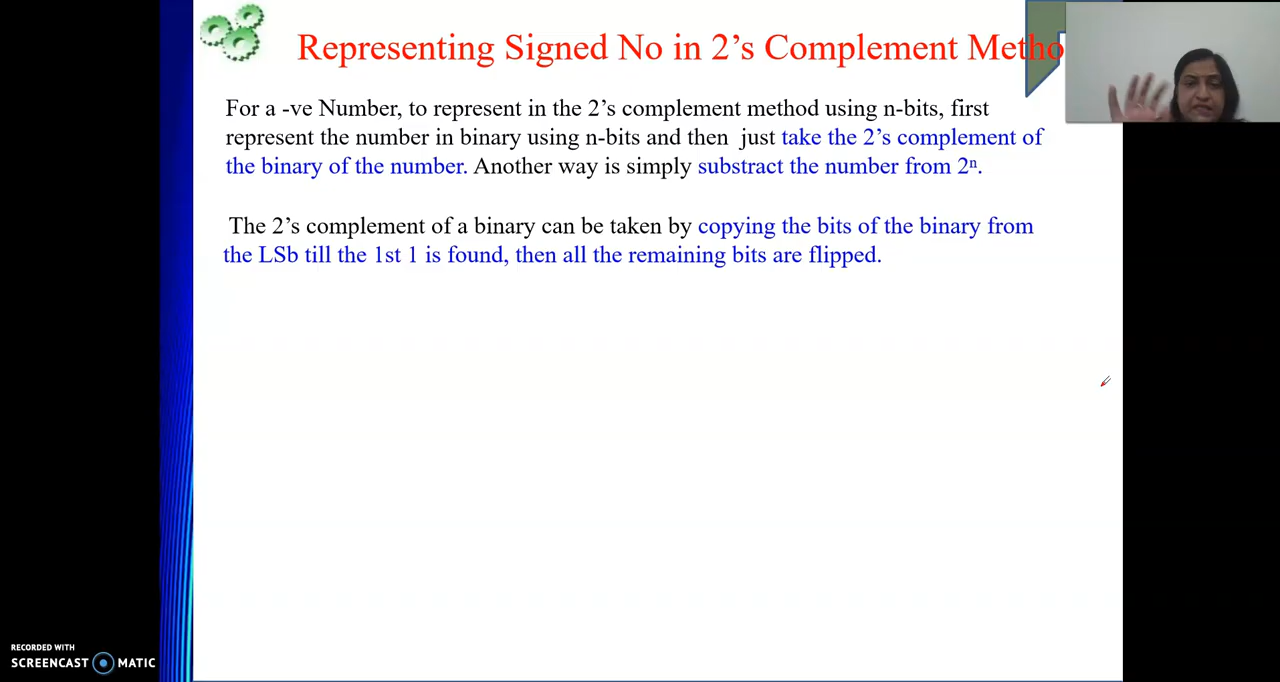 Representing Signed No in 2's Complement Metho
For a -ve Number, to represent in the 2's complement method using n-bits, first
represent the number in binary using n-bits and then just take the 2's complement of
the binary of the number. Another way is simply substract the number from 2ⁿ.
The 2's complement of a binary can be taken by copying the bits of the binary from
the LSb till the 1st 1 is found, then all the remaining bits are flipped.
RECORDED WITH
SCREENCAST MATIC